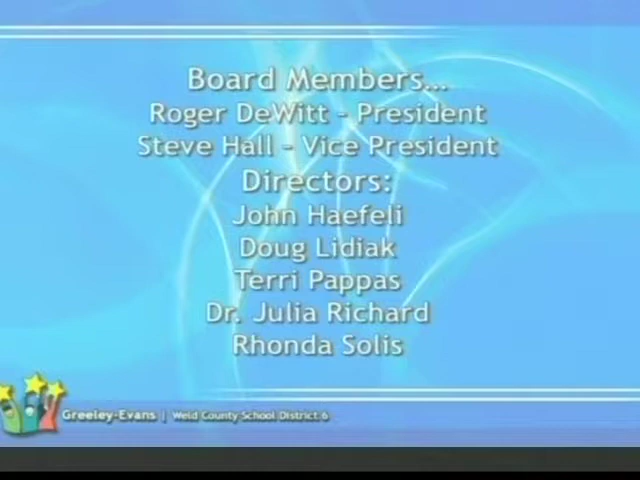 Board Members...
Roger DeWitt - President
Steve Hall - Vice President
Directors:
John Haefeli
Doug Lidiak
Terri Pappas
Dr. Julia Richard
Rhonda Solis
Greeley-Evans | Weld County School District 6